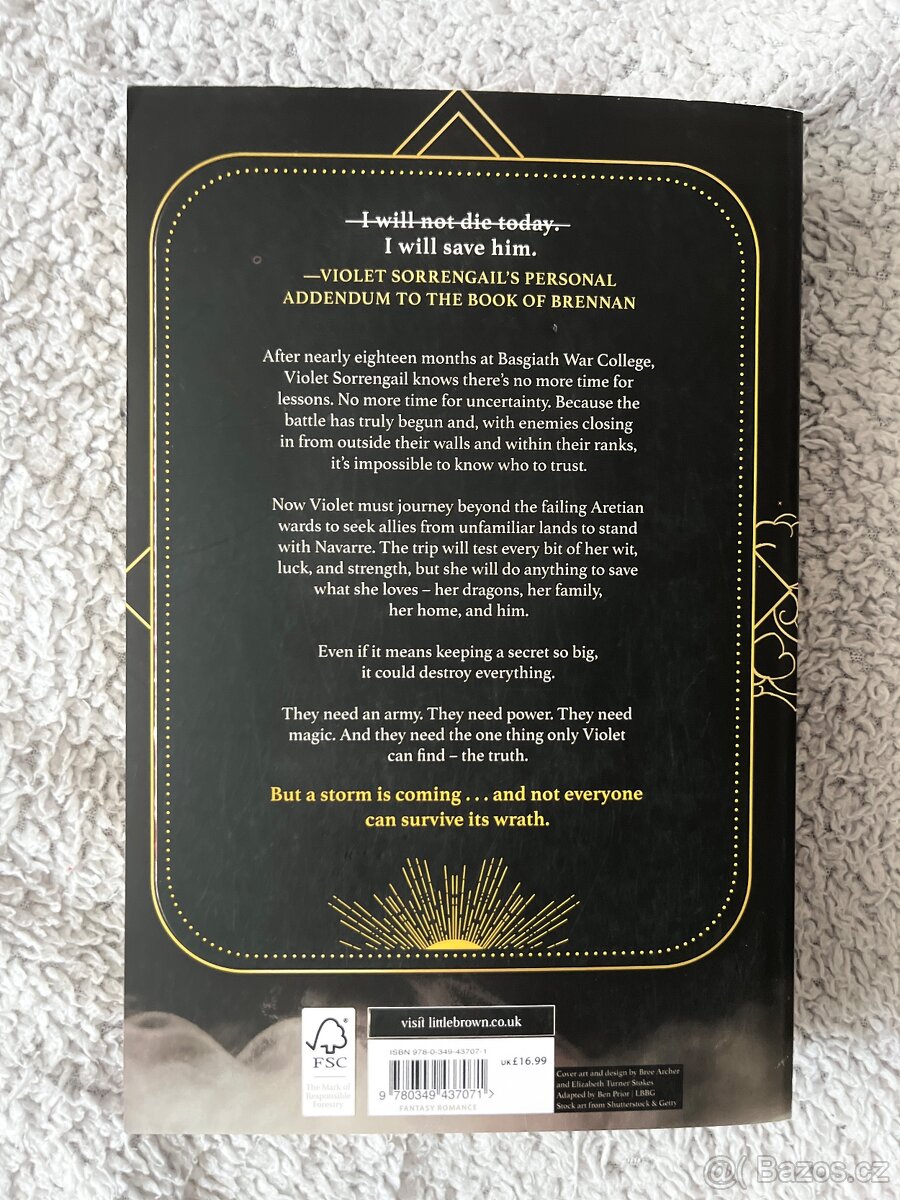 I will not die today.
I will save him.
—VIOLET SORRENGAIL'S PERSONAL
ADDENDUM TO THE BOOK OF BRENNAN
After nearly eighteen months at Basgiath War College,
Violet Sorrengail knows there's no more time for
lessons. No more time for uncertainty. Because the
battle has truly begun and, with enemies closing
in from outside their walls and within their ranks,
it's impossible to know who to trust.
Now Violet must journey beyond the failing Aretian
wards to seek allies from unfamiliar lands to stand
with Navarre. The trip will test every bit of her wit,
luck, and strength, but she will do anything to save
what she loves – her dragons, her family,
her home, and him.
Even if it means keeping a secret so big,
it could destroy everything.
They need an army. They need power. They need
magic. And they need the one thing only Violet
can find – the truth.
But a storm is coming . . . and not everyone
can survive its wrath.
FSC
The Mark of
Responsible
Forestry
visit littlebrown.co.uk
ISBN 978-0-349-43707-1
UK £16.99
9 780349 437071 >
FANTASY ROMANCE
Cover art and design by Bree Archer
and Elizabeth Turner Stokes
Adapted by Ben Prior | LBBG
Stock art from Shutterstock & Getty
@( Bazos.cz